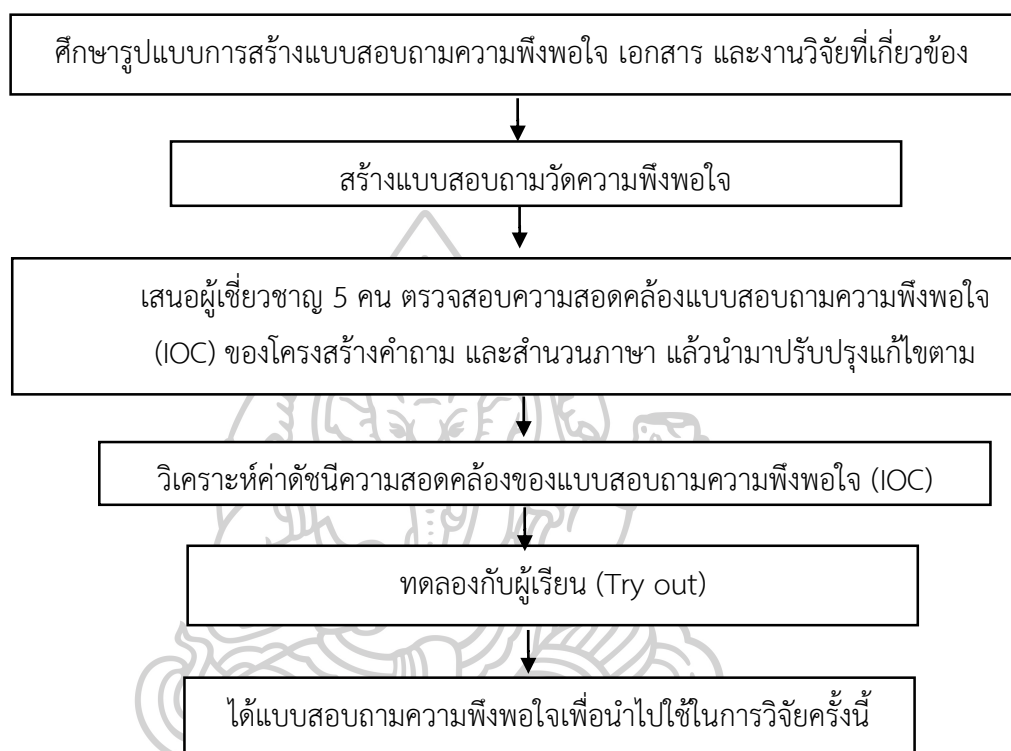 ศึกษารูปแบบการสร้างแบบสอบถามความพึงพอใจ เอกสาร และงานวิจัยที่เกี่ยวข้อง
สร้างแบบสอบถามวัดความพึงพอใจ
เสนอผู้เชี่ยวชาญ 5 คน ตรวจสอบความสอดคล้องแบบสอบถามความพึงพอใจ
(IOC) ของโครงสร้างคำถาม และสำนวนภาษา แล้วนำมาปรับปรุงแก้ไขตาม
วิเคราะห์ค่าดัชนีความสอดคล้องของแบบสอบถามความพึงพอใจ (IOC)
ทดลองกับผู้เรียน (Try out)
ได้แบบสอบถามความพึงพอใจเพื่อนำไปใช้ในการวิจัยครั้งนี้